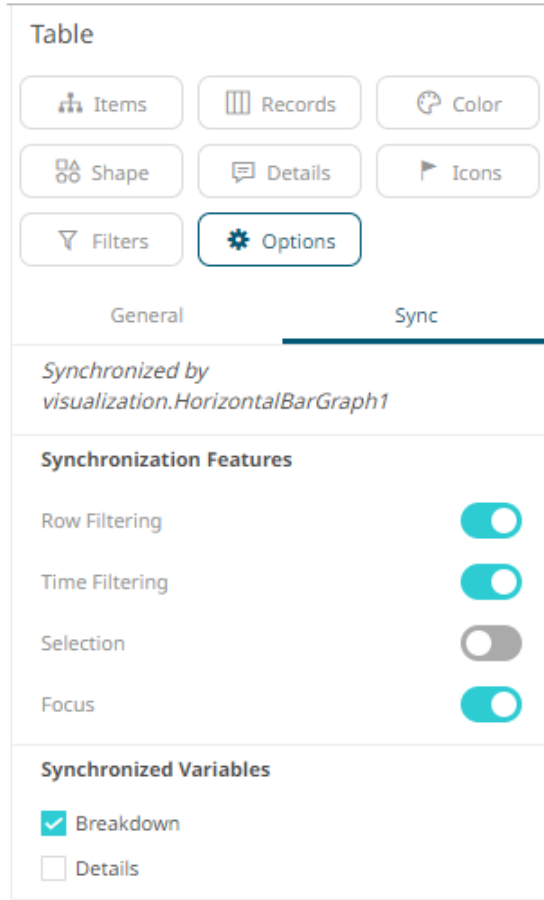 Table
Items Records Color
Shape Details Icons
Filters Options
General Sync
Synchronized by
visualization.HorizontalBarGraph1
Synchronization Features
Row Filtering
Time Filtering
Selection
Focus
Synchronized Variables
Breakdown
Details